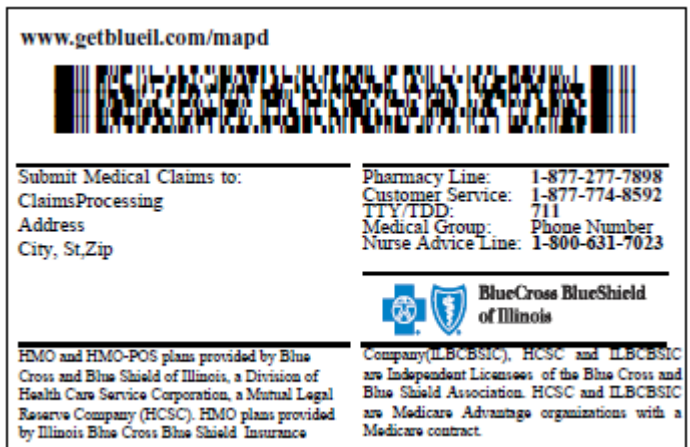 www.getblueil.com/mapd
Submit Medical Claims to:
ClaimsProcessing
Address
City, St,Zip
Pharmacy Line: 1-877-277-7898
Customer Service: 1-877-774-8592
TTY/TDD: 711
Medical Group: Phone Number
Nurse Advice Line: 1-800-631-7023
BlueCross BlueShield
of Illinois
HMO and HMO-POS plans provided by Blue
Cross and Blue Shield of Illinois, a Division of
Health Care Service Corporation, a Mutual Legal
Reserve Company (HCSC). HMO plans provided
by Illinois Blue Cross Blue Shield Insurance
Company(ILBCBSIC), HCSC and ILBCBSIC
are Independent Licensees of the Blue Cross and
Blue Shield Association. HCSC and ILBCBSIC
are Medicare Advantage organizations with a
Medicare contract.